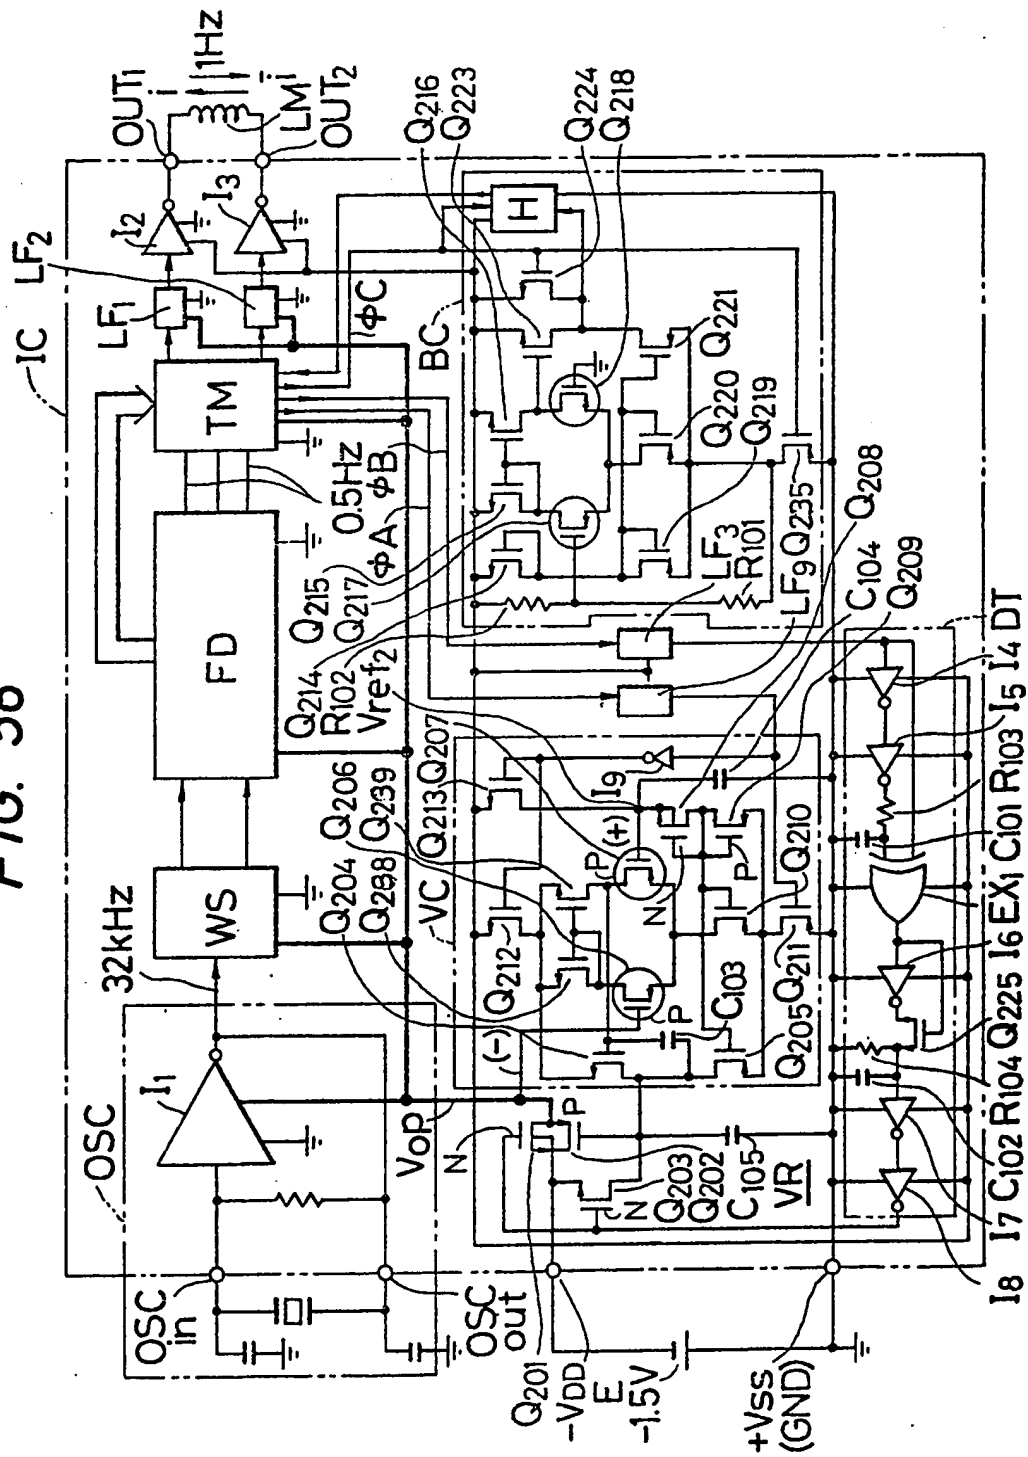 FIG. 58
IC
LF2
OSC
OSC in
OSC out
I1
32kHz
WS
FD
TM
LF1
I2
I3
OUT1
OUT2
i
LM
i
1Hz
0.5Hz
φA
φB
φC
Vop
N
P
(-)
VC
Q204
Q288
Q206
Q239
Q213
Q207
Q212
(+)
P
P
N
P
I9
C103
Q205
Q211
Q210
Q214
R102
Vref2
Q215
Q217
BC
H
Q216
Q223
Q224
Q218
Q221
Q220
Q219
LF3
R101
LF9
Q235
Q208
C104
Q209
Q201
-VDD
E
-1.5V
+VSS
(GND)
N
Q203
Q202
C105
VR
DT
I4
I5
R103
C101
EX1
I6
Q225
R104
C102
I7
I8